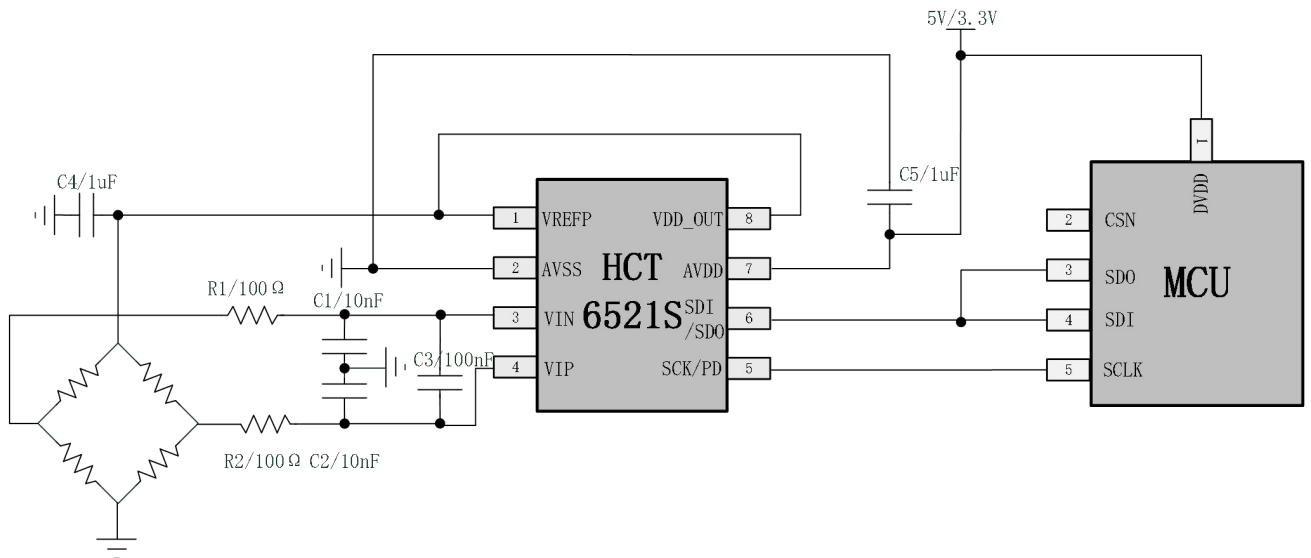 5V/3.3V
C4/1uF
C5/1uF
1 VREFP
VDD_OUT 8
2 AVSS
HCT
AVDD 7
R1/100Ω
C1/10nF
3 VIN
6521S
SDI
/SDO
6
C3/100nF
4 VIP
SCK/PD 5
R2/100Ω
C2/10nF
1
DVDD
2 CSN
3 SDO
MCU
4 SDI
5 SCLK